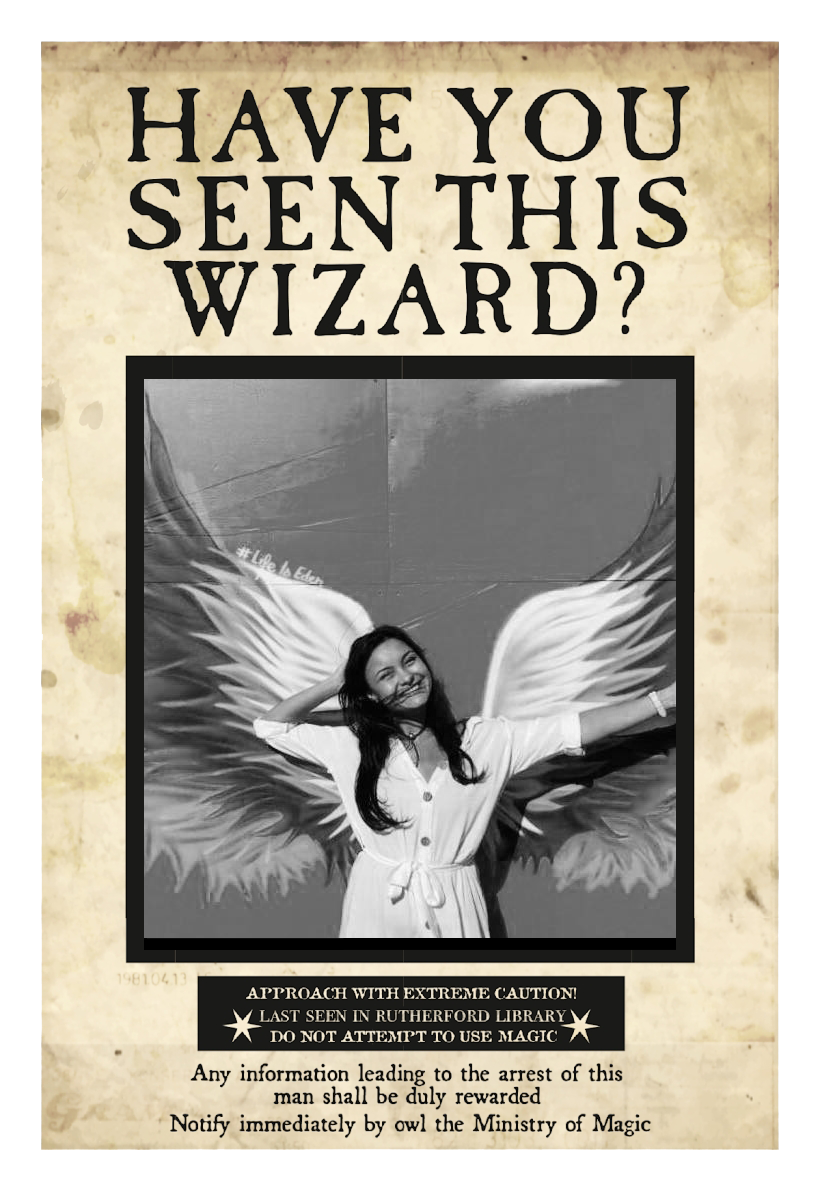 HAVE YOU
SEEN THIS
WIZARD?
#Life Is Eden
19810413
APPROACH WITH EXTREME CAUTION!
LAST SEEN IN RUTHERFORD LIBRARY
DO NOT ATTEMPT TO USE MAGIC
Any information leading to the arrest of this
man shall be duly rewarded
Notify immediately by owl the Ministry of Magic